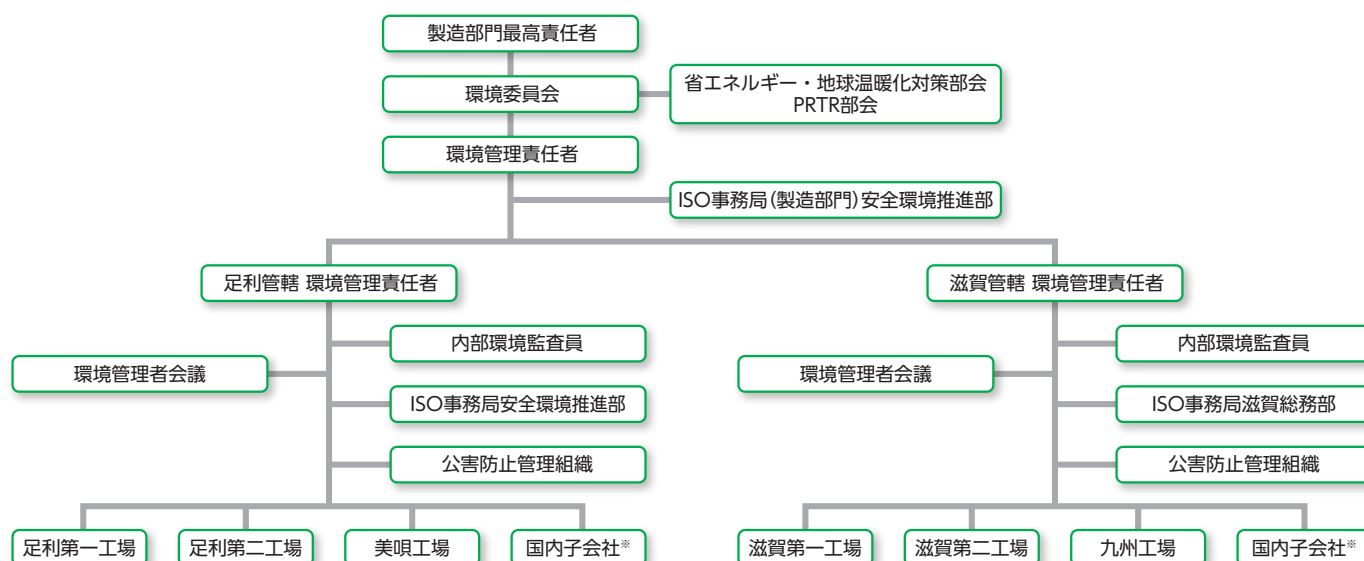 製造部門最高責任者
環境委員会
省エネルギー・地球温暖化対策部会
PRTR部会
環境管理責任者
ISO事務局(製造部門)安全環境推進部
足利管轄 環境管理責任者
滋賀管轄 環境管理責任者
内部環境監査員
内部環境監査員
環境管理者会議
環境管理者会議
ISO事務局安全環境推進部
ISO事務局滋賀総務部
公害防止管理組織
公害防止管理組織
足利第一工場
足利第二工場
美唄工場
国内子会社※
滋賀第一工場
滋賀第二工場
九州工場
国内子会社※